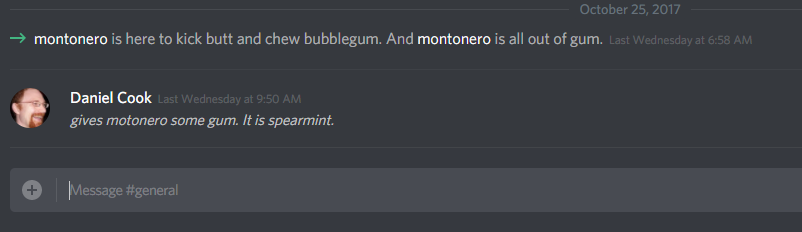 October 25, 2017
montonero is here to kick butt and chew bubblegum. And montonero is all out of gum. Last Wednesday at 6:58 AM
Daniel Cook Last Wednesday at 9:50 AM
gives motonero some gum. It is spearmint.
Message #general